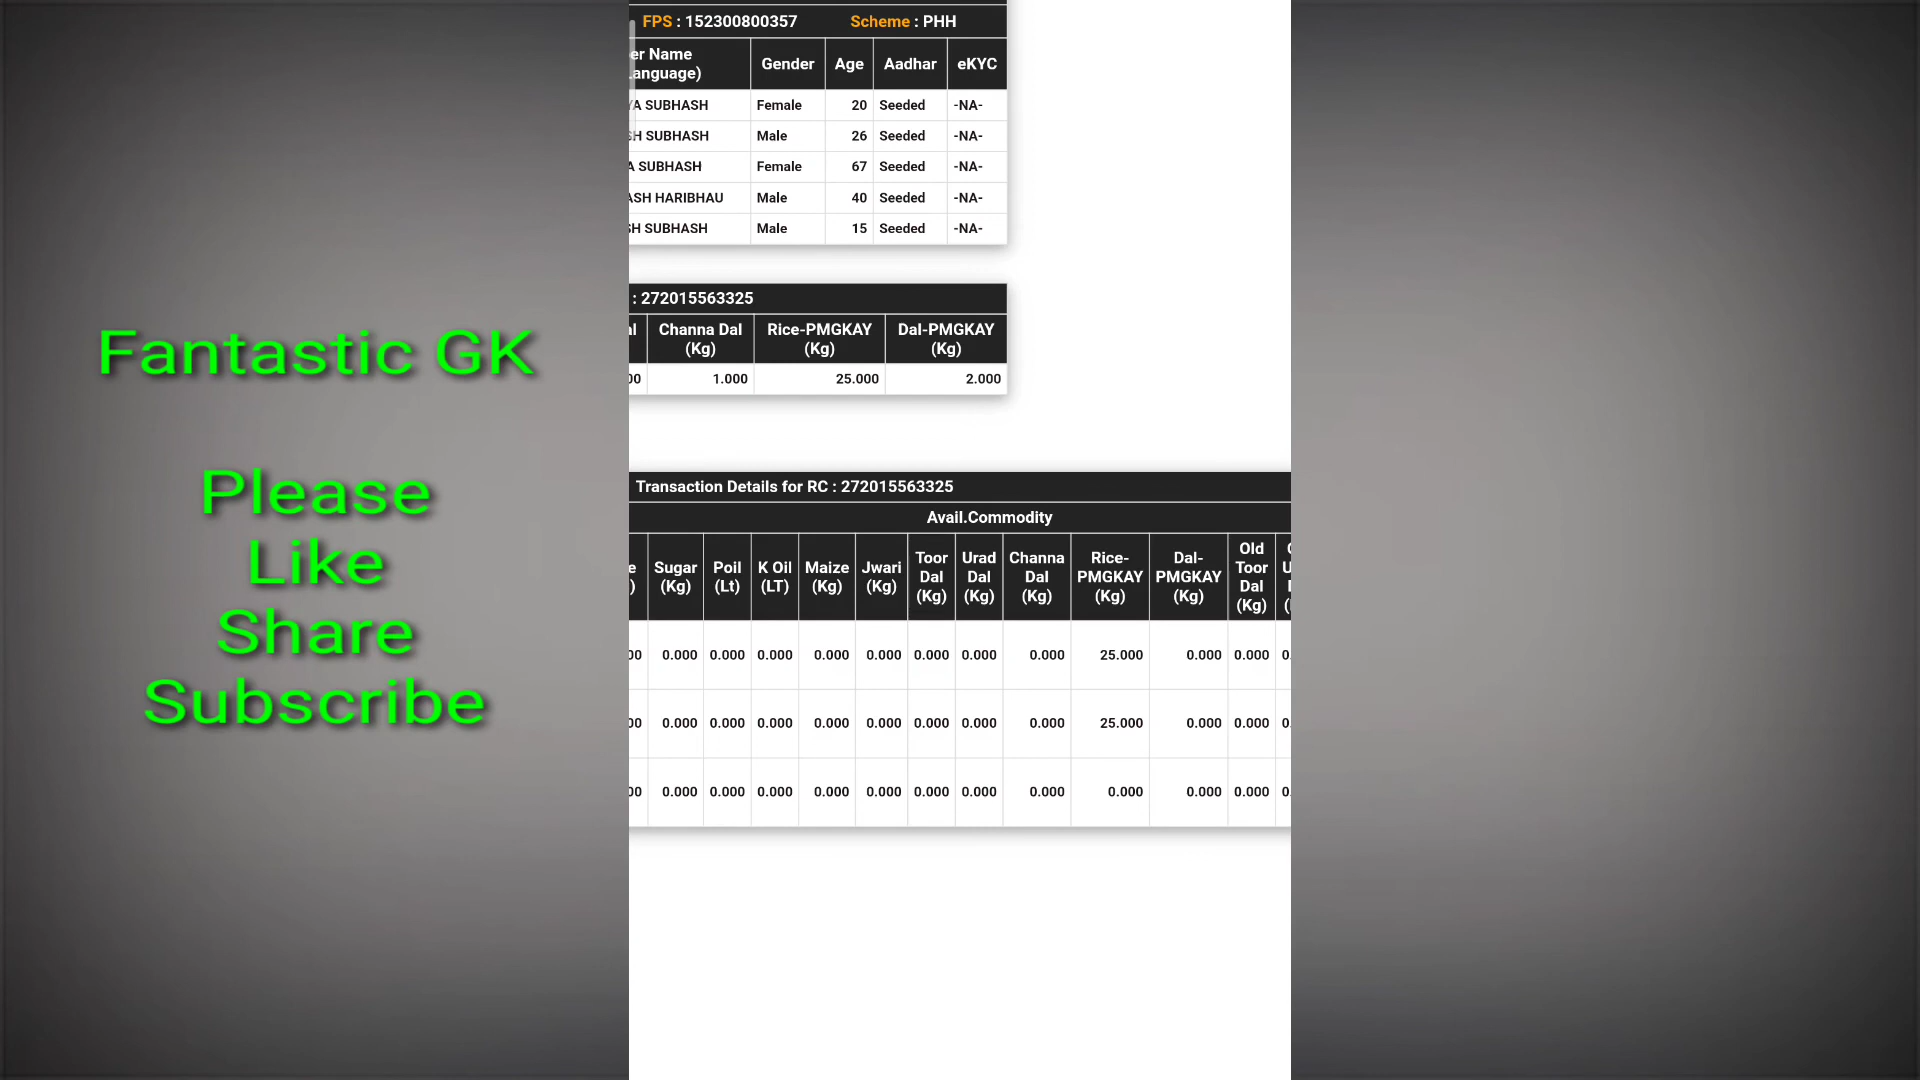 Fantastic GK
Please
Like
Share
Subscribe
FPS : 152300800357 Scheme : PHH
Name Gender Age Aadhar eKYC
SUBHASH Female 20 Seeded -NA-
SUBHASH Male 26 Seeded -NA-
SUBHASH Female 67 Seeded -NA-
HARIBHAU Male 40 Seeded -NA-
SUBHASH Male 15 Seeded -NA-
: 272015563325
Channa Dal (Kg) Rice-PMGKAY (Kg) Dal-PMGKAY (Kg)
1.000 25.000 2.000
Transaction Details for RC : 272015563325
Avail.Commodity
Sugar (Kg) Poil (Lt) K Oil (LT) Maize (Kg) Jwari (Kg) Toor Dal (Kg) Urad Dal (Kg) Channa Dal (Kg) Rice-PMGKAY (Kg) Dal-PMGKAY (Kg) Old Toor Dal (Kg)
0.000 0.000 0.000 0.000 0.000 0.000 0.000 0.000 25.000 0.000 0.000
0.000 0.000 0.000 0.000 0.000 0.000 0.000 0.000 25.000 0.000 0.000
0.000 0.000 0.000 0.000 0.000 0.000 0.000 0.000 0.000 0.000 0.000